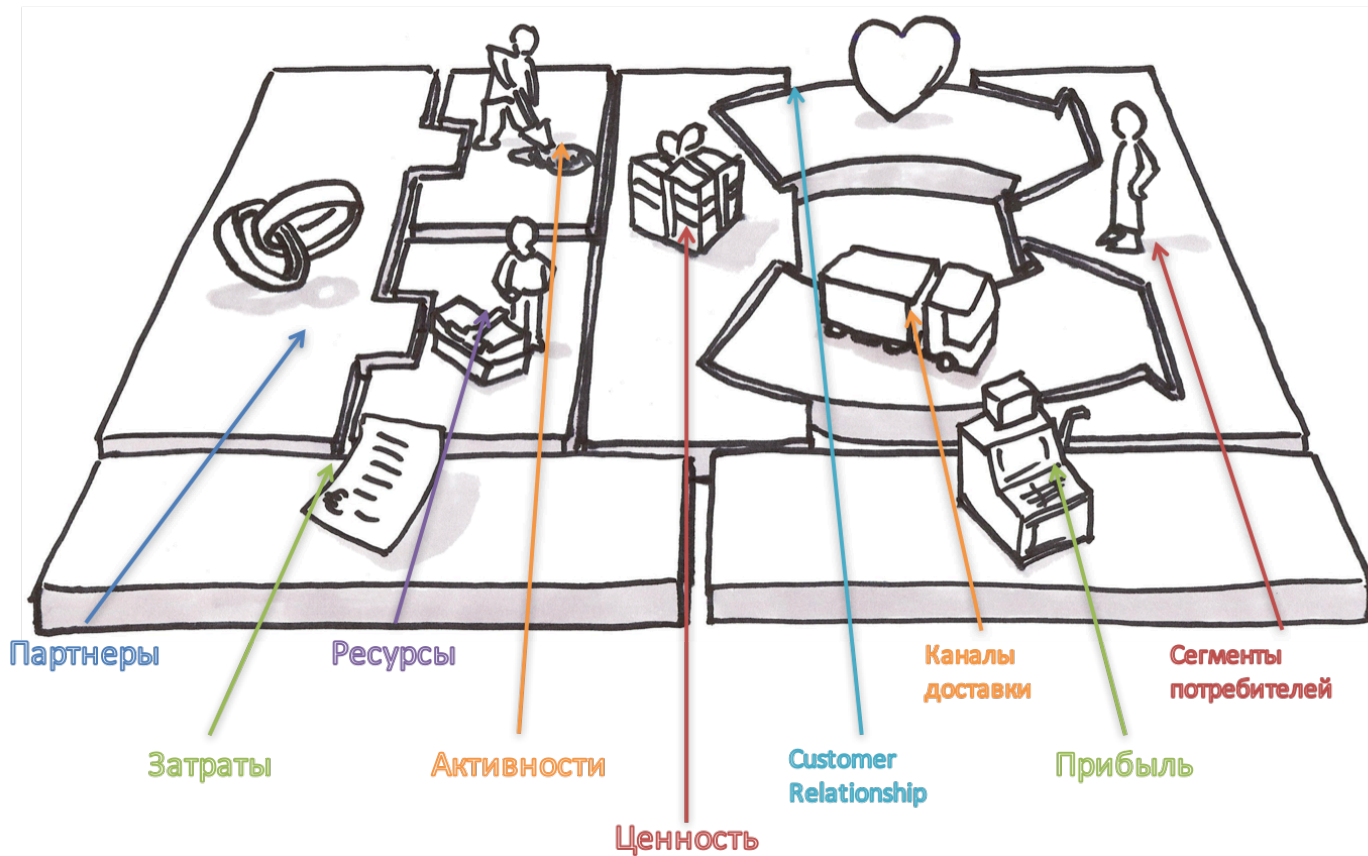 Партнеры
Ресурсы
Каналы
доставки
Сегменты
потребителей
Затраты
Активности
Customer
Relationship
Прибыль
Ценность